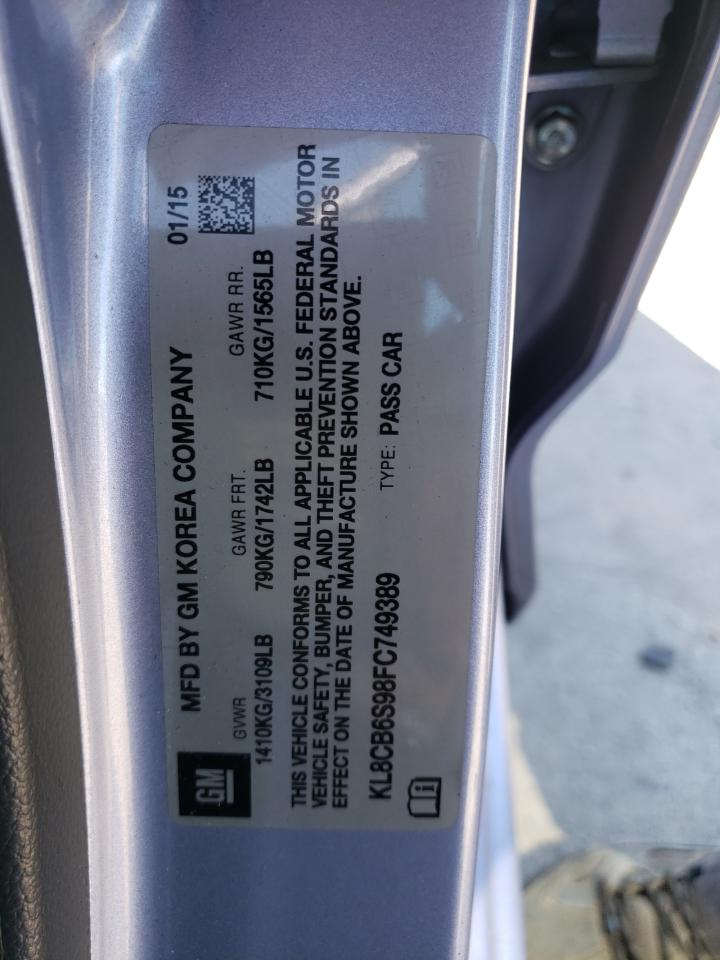 MFD BY GM KOREA COMPANY 01/15
GVWR GAWR FRT. GAWR RR.
1410KG/3109LB 790KG/1742LB 710KG/1565LB
THIS VEHICLE CONFORMS TO ALL APPLICABLE U.S. FEDERAL MOTOR
VEHICLE SAFETY, BUMPER, AND THEFT PREVENTION STANDARDS IN
EFFECT ON THE DATE OF MANUFACTURE SHOWN ABOVE.
KL8CB6S98FC749389 TYPE: PASS CAR
GM